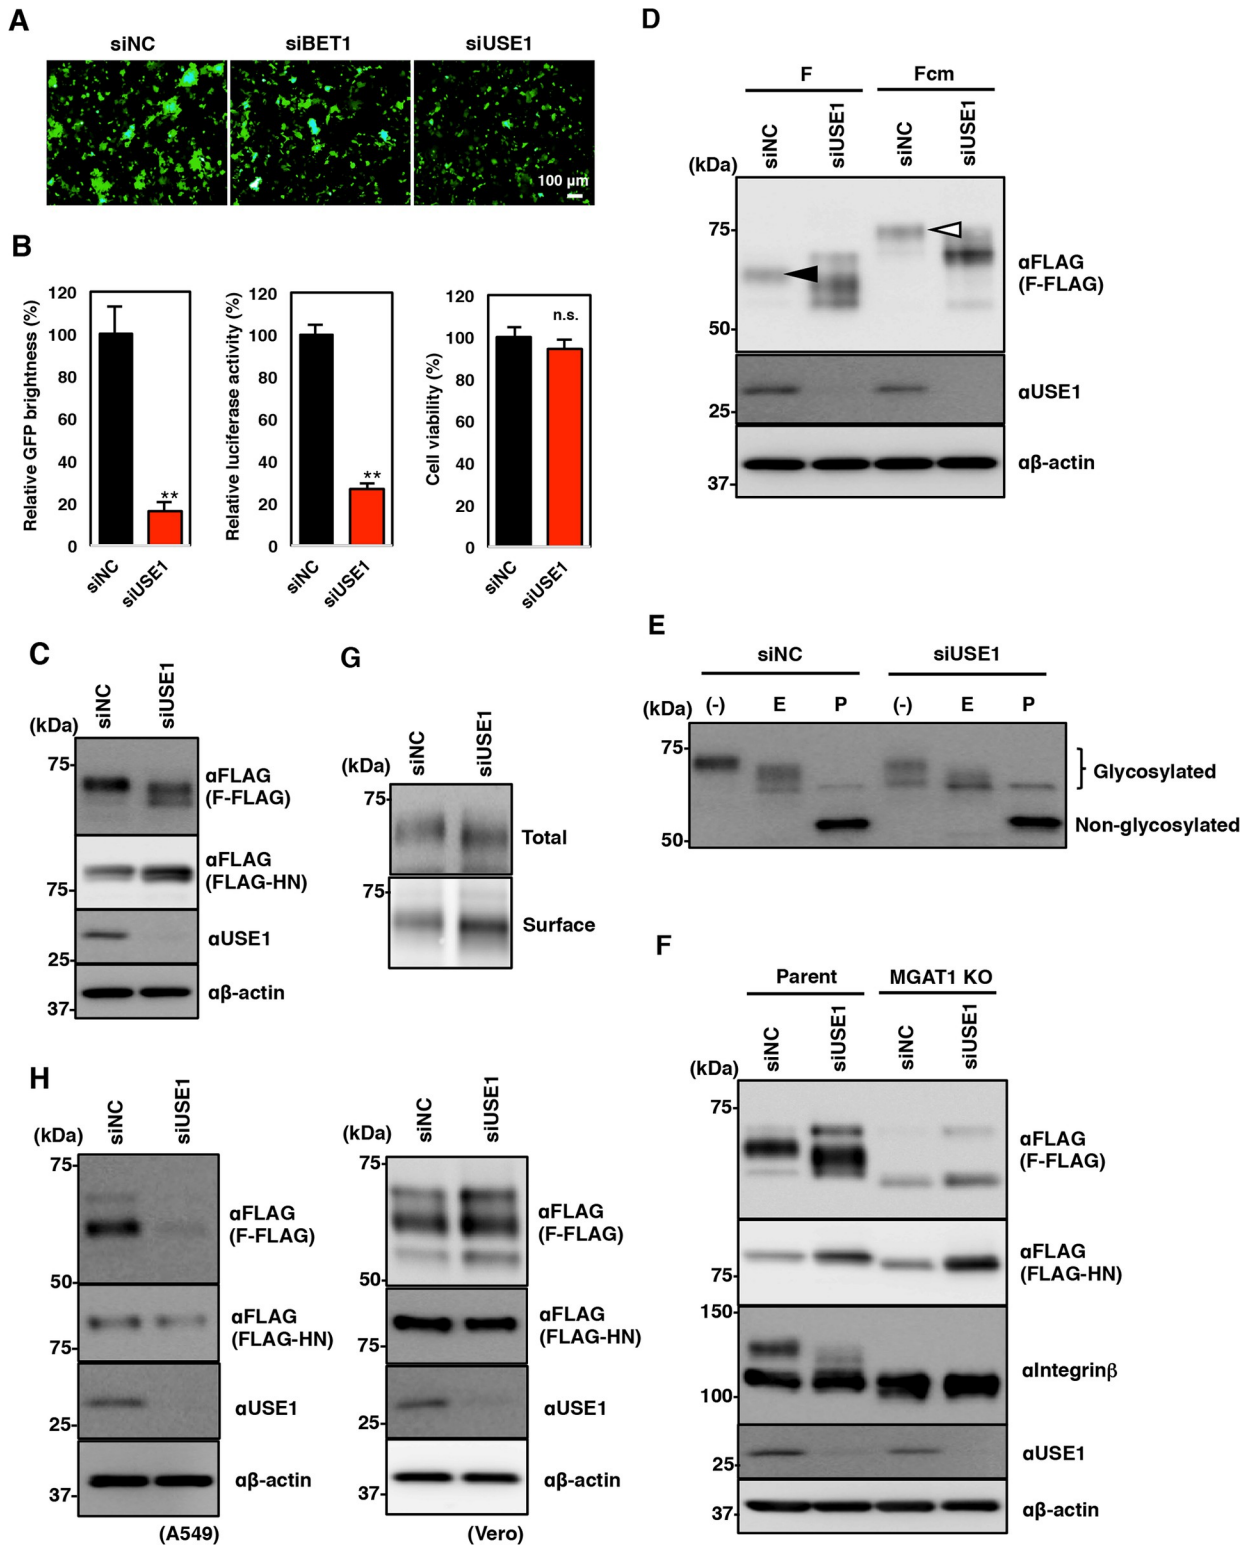 A
siNC siBET1 siUSE1
100 µm
B
Relative GFP brightness (%)
120
100
80
60
40
20
0
**
siNC
siUSE1
Relative luciferase activity (%)
120
100
80
60
40
20
0
**
siNC
siUSE1
Cell viability (%)
120
100
80
60
40
20
0
n.s.
siNC
siUSE1
C
siNC
siUSE1
(kDa)
75-
αFLAG
(F-FLAG)
αFLAG
(FLAG-HN)
75-
αUSE1
25-
αβ-actin
37-
G
siNC
siUSE1
(kDa)
75-
Total
75-
Surface
H
siNC
siUSE1
(kDa)
75-
αFLAG
(F-FLAG)
50-
αFLAG
(FLAG-HN)
75-
αUSE1
25-
αβ-actin
37-
(A549)
siNC
siUSE1
(kDa)
75-
αFLAG
(F-FLAG)
50-
αFLAG
(FLAG-HN)
75-
αUSE1
25-
αβ-actin
37-
(Vero)
D
F Fcm
siNC
siUSE1
siNC
siUSE1
(kDa)
75-
αFLAG
(F-FLAG)
50-
αUSE1
25-
αβ-actin
37-
E
siNC siUSE1
(kDa) (-) E P (-) E P
75-
Glycosylated
Non-glycosylated
50-
F
Parent MGAT1 KO
siNC
siUSE1
siNC
siUSE1
(kDa)
75-
αFLAG
(F-FLAG)
αFLAG
(FLAG-HN)
75-
150-
αIntegrinβ
100-
αUSE1
25-
αβ-actin
37-